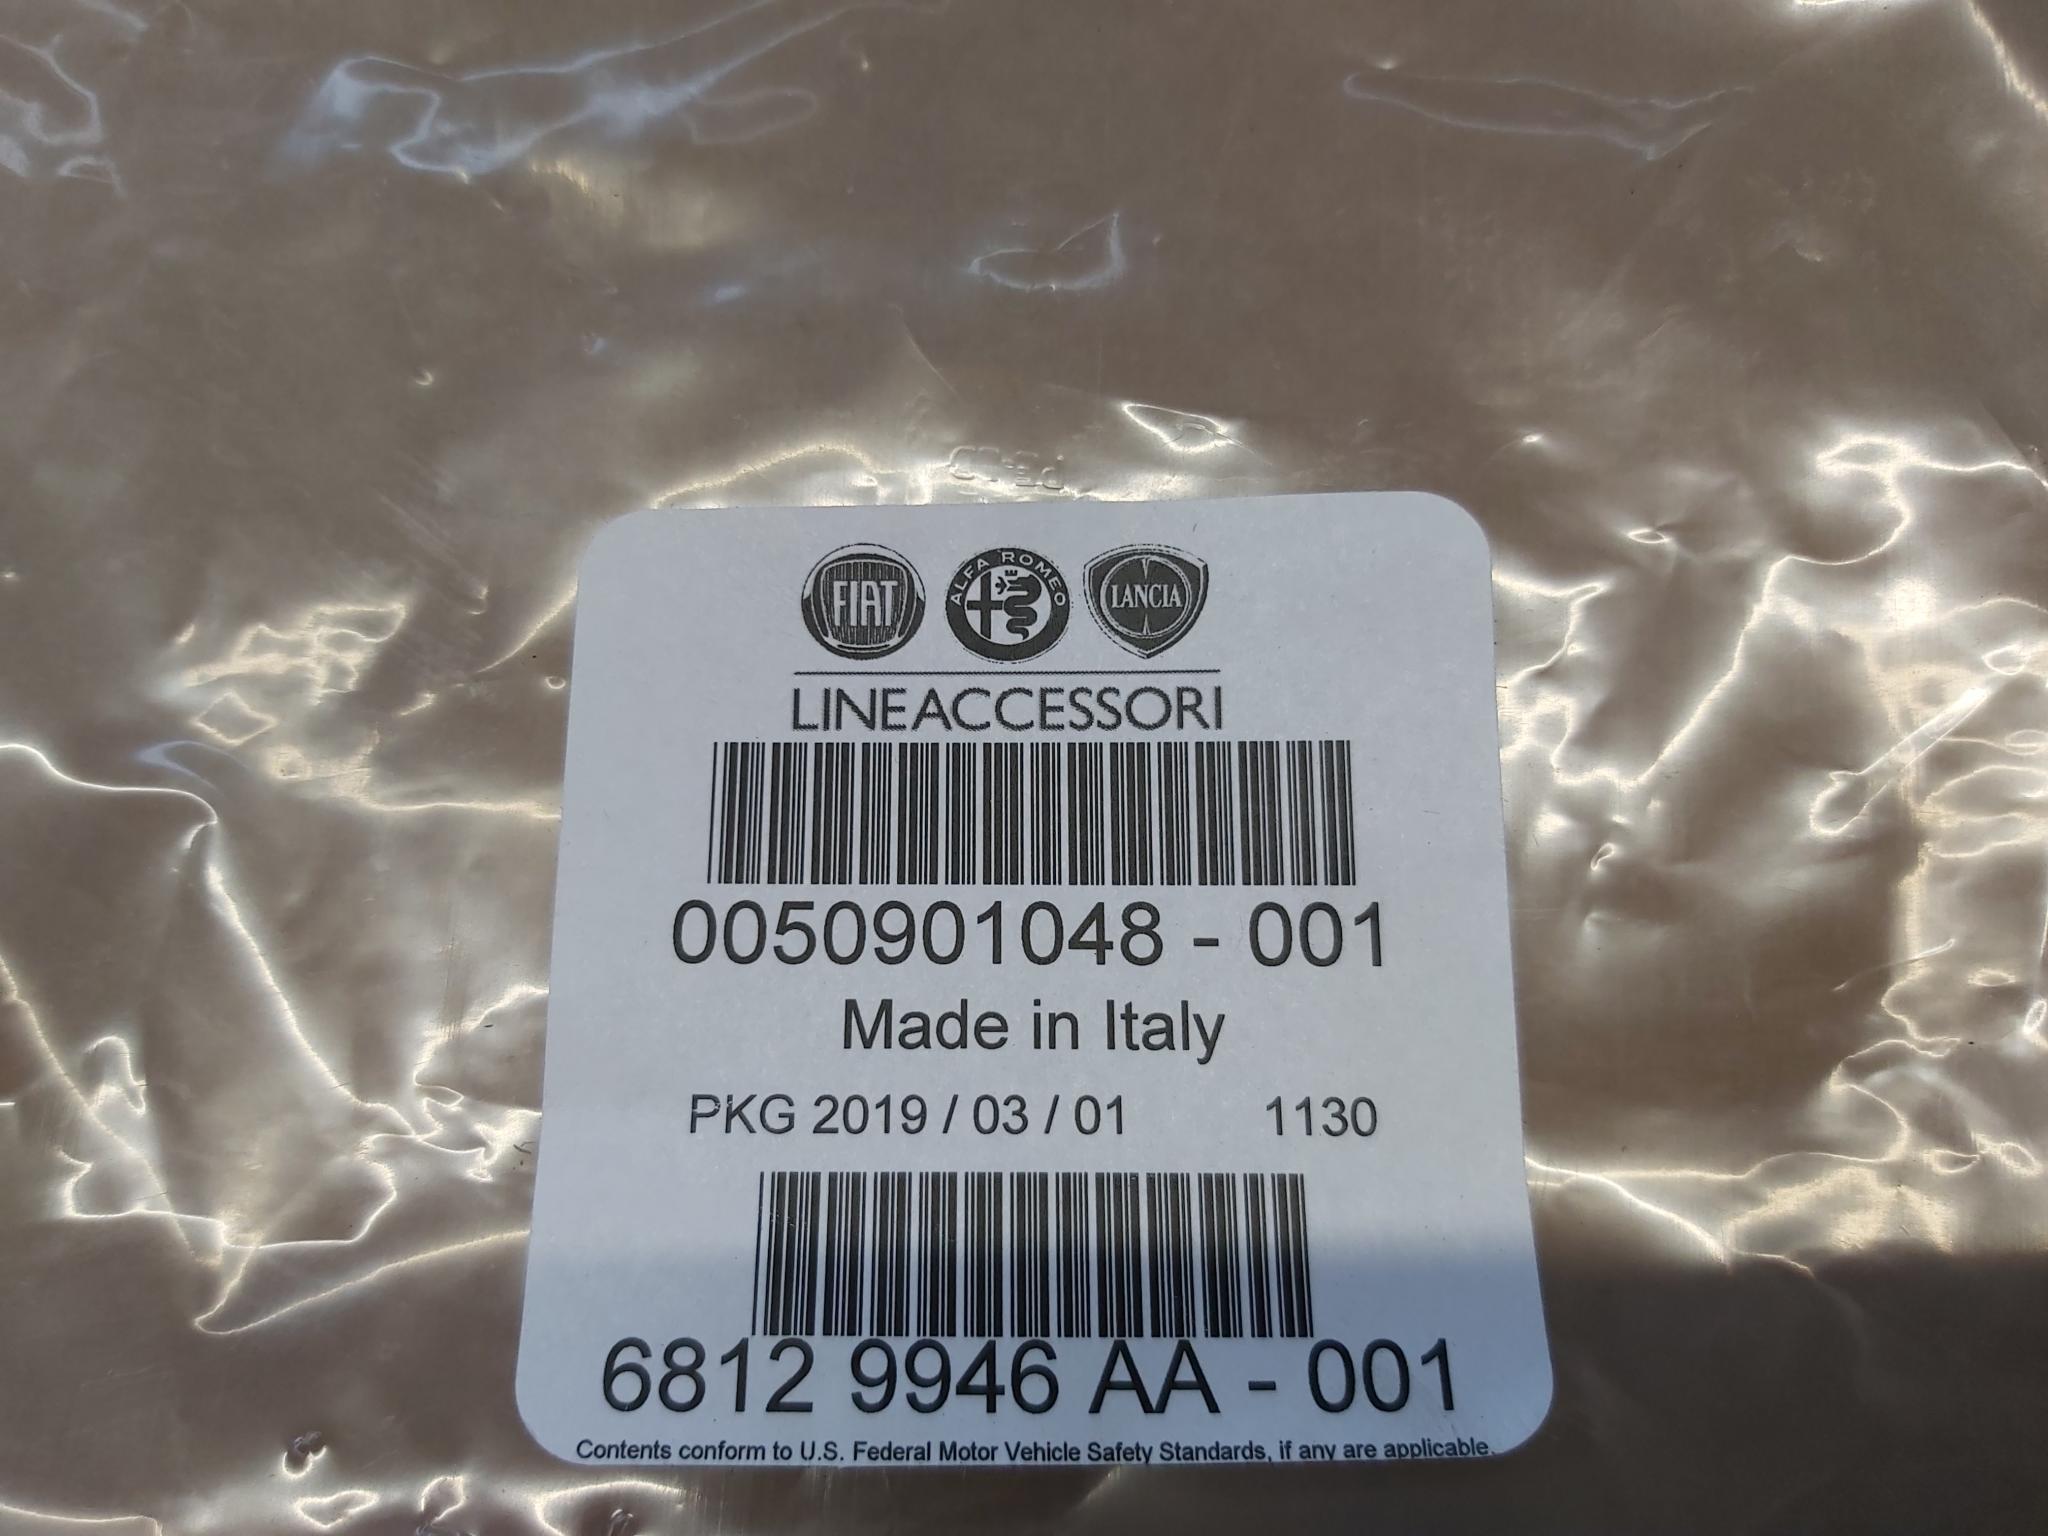 FIAT
ALFA ROMEO
LANCIA
LINEACCESSORI
0050901048 - 001
Made in Italy
PKG 2019 / 03 / 01 1130
6812 9946 AA - 001
Contents conform to U.S. Federal Motor Vehicle Safety Standards, if any are applicable.